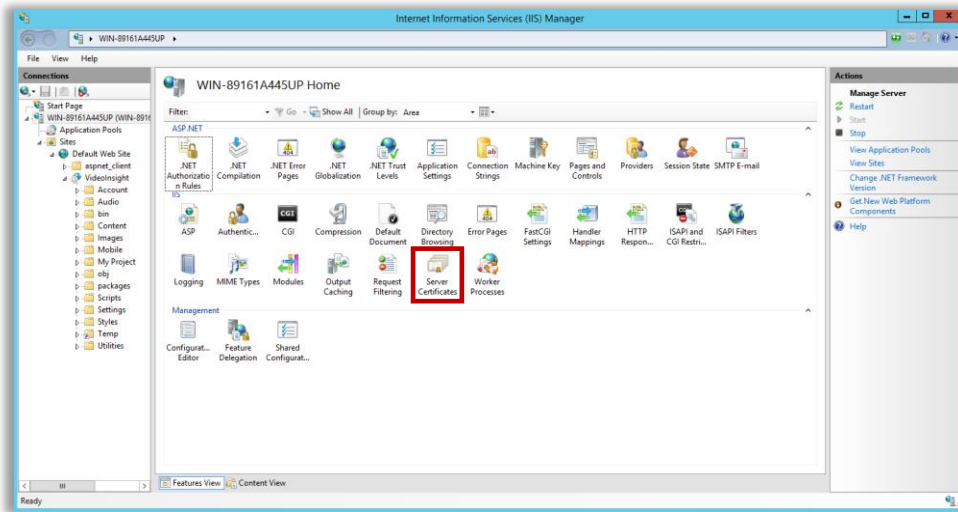 Internet Information Services (IIS) Manager
WIN-89161A445UP
File View Help
Connections
Start Page
WIN-89161A445UP (WIN-8916
Application Pools
Sites
Default Web Site
aspnet_client
VideoInsight
Account
Audio
bin
Content
Images
Mobile
My Project
obj
packages
Scripts
Settings
Styles
Temp
Utilities
WIN-89161A445UP Home
Filter: Go Show All Group by: Area
ASP.NET
.NET Authorizatio n Rules
.NET Compilation
.NET Error Pages
.NET Globalization
.NET Trust Levels
Application Settings
Connection Strings
Machine Key
Pages and Controls
Providers
Session State
SMTP E-mail
IIS
ASP
Authentic...
CGI
Compression
Default Document
Directory Browsing
Error Pages
FastCGI Settings
Handler Mappings
HTTP Respon...
ISAPI and CGI Restri...
ISAPI Filters
Logging
MIME Types
Modules
Output Caching
Request Filtering
Server Certificates
Worker Processes
Management
Configurat... Editor
Feature Delegation
Shared Configurat...
Features View Content View
Actions
Manage Server
Restart
Start
Stop
View Application Pools
View Sites
Change .NET Framework
Version
Get New Web Platform
Components
Help
Ready